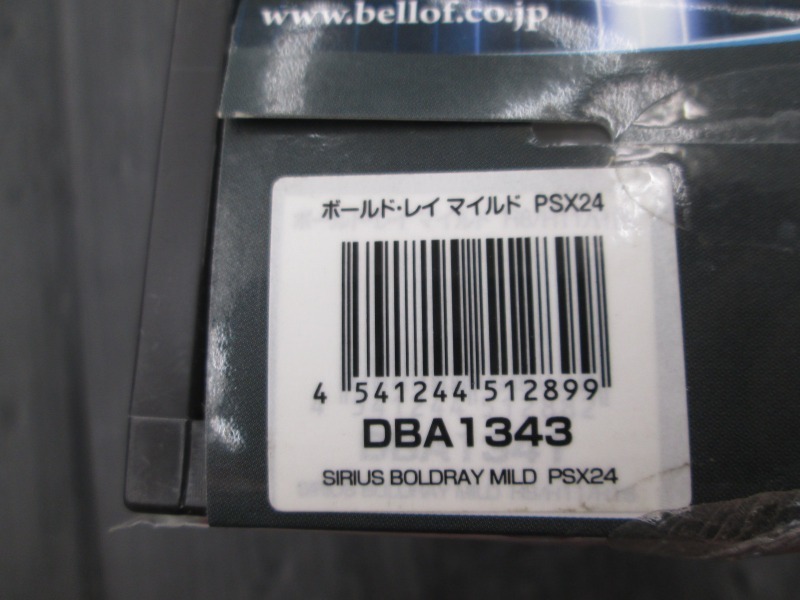 www.bellof.co.jp
ボールド・レイ マイルド PSX24
4 541244 512899
DBA1343
SIRIUS BOLDRAY MILD PSX24